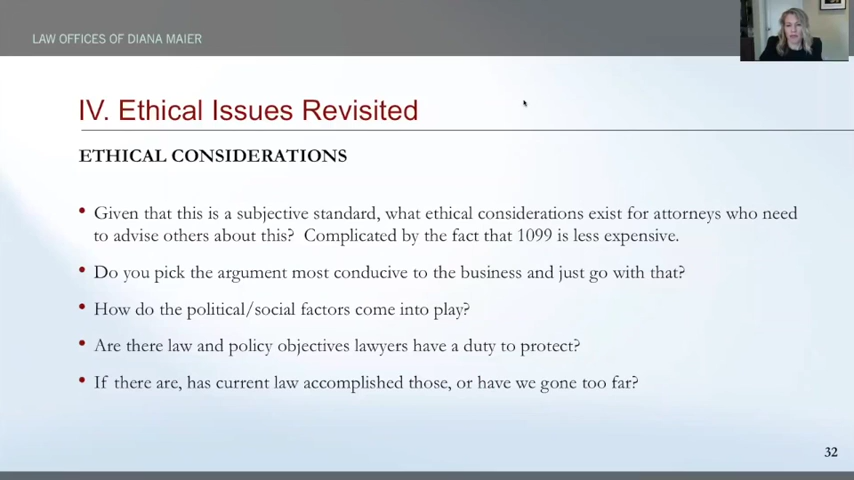 LAW OFFICES OF DIANA MAIER
IV. Ethical Issues Revisited
ETHICAL CONSIDERATIONS
• Given that this is a subjective standard, what ethical considerations exist for attorneys who need
to advise others about this? Complicated by the fact that 1099 is less expensive.
• Do you pick the argument most conducive to the business and just go with that?
• How do the political/social factors come into play?
• Are there law and policy objectives lawyers have a duty to protect?
• If there are, has current law accomplished those, or have we gone too far?
32